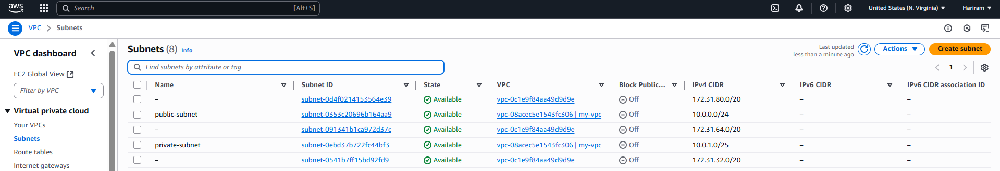 aws Search [Alt+S] United States (N. Virginia) Hariram
VPC Subnets
VPC dashboard
EC2 Global View
Filter by VPC
Virtual private cloud
Your VPCs
Subnets
Route tables
Internet gateways
Subnets (8) Info
Last updated
less than a minute ago
Actions
Create subnet
Find subnets by attribute or tag
1
Name Subnet ID State VPC Block Public... IPv4 CIDR IPv6 CIDR IPv6 CIDR association ID
– subnet-0d4f0214153564e39 Available vpc-0c1e9f84aa49d9d9e Off 172.31.80.0/20 – –
public-subnet subnet-0353c20696b164aa9 Available vpc-08acec5e1543fc306 | my-vpc Off 10.0.0.0/24 – –
– subnet-091341b1ca972d37c Available vpc-0c1e9f84aa49d9d9e Off 172.31.64.0/20 – –
private-subnet subnet-0ebd37b722fc44bf3 Available vpc-08acec5e1543fc306 | my-vpc Off 10.0.1.0/25 – –
– subnet-0541b7ff15bd92fd9 Available vpc-0c1e9f84aa49d9d9e Off 172.31.32.0/20 – –